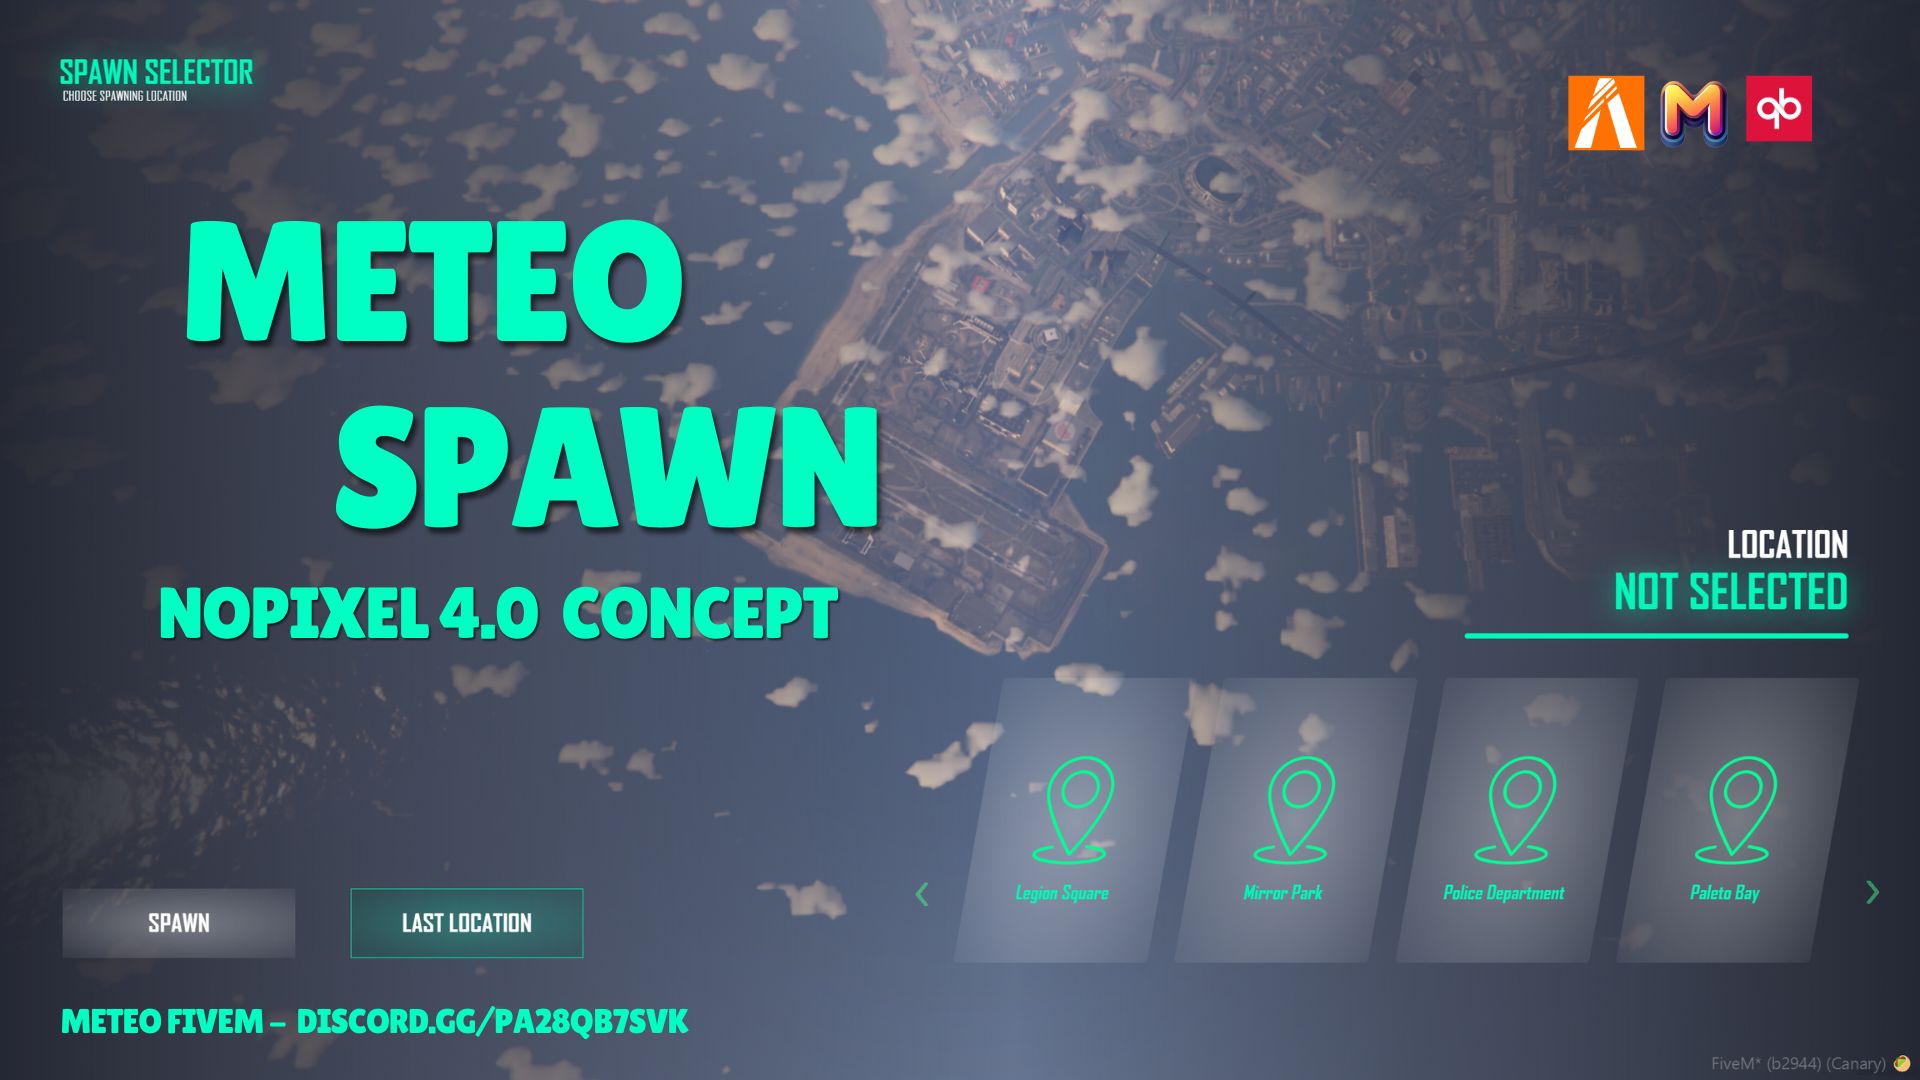 SPAWN SELECTOR
CHOOSE SPAWNING LOCATION
M
qb
METEO
SPAWN
NOPIXEL 4.0 CONCEPT
LOCATION
NOT SELECTED
Legion Square
Mirror Park
Police Department
Paleto Bay
SPAWN
LAST LOCATION
METEO FIVEM - DISCORD.GG/PA28QB7SVK
FiveM* (b2944) (Canary)